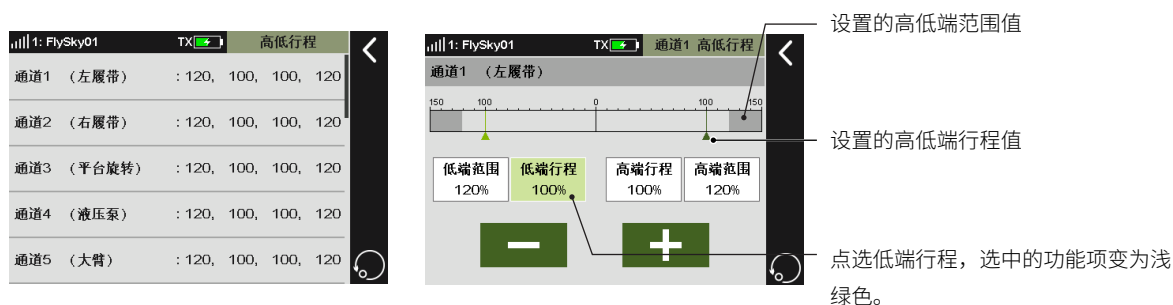 1: FlySky01 TX 高低行程
通道1 （左履带） : 120, 100, 100, 120
通道2 （右履带） : 120, 100, 100, 120
通道3 （平台旋转） : 120, 100, 100, 120
通道4 （液压泵） : 120, 100, 100, 120
通道5 （大臂） : 120, 100, 100, 120
1: FlySky01 TX 通道1 高低行程
通道1 （左履带）
150 100 0 100 150
低端范围 低端行程 高端行程 高端范围
120% 100% 100% 120%
设置的高低端范围值
设置的高低端行程值
点选低端行程，选中的功能项变为浅
绿色。